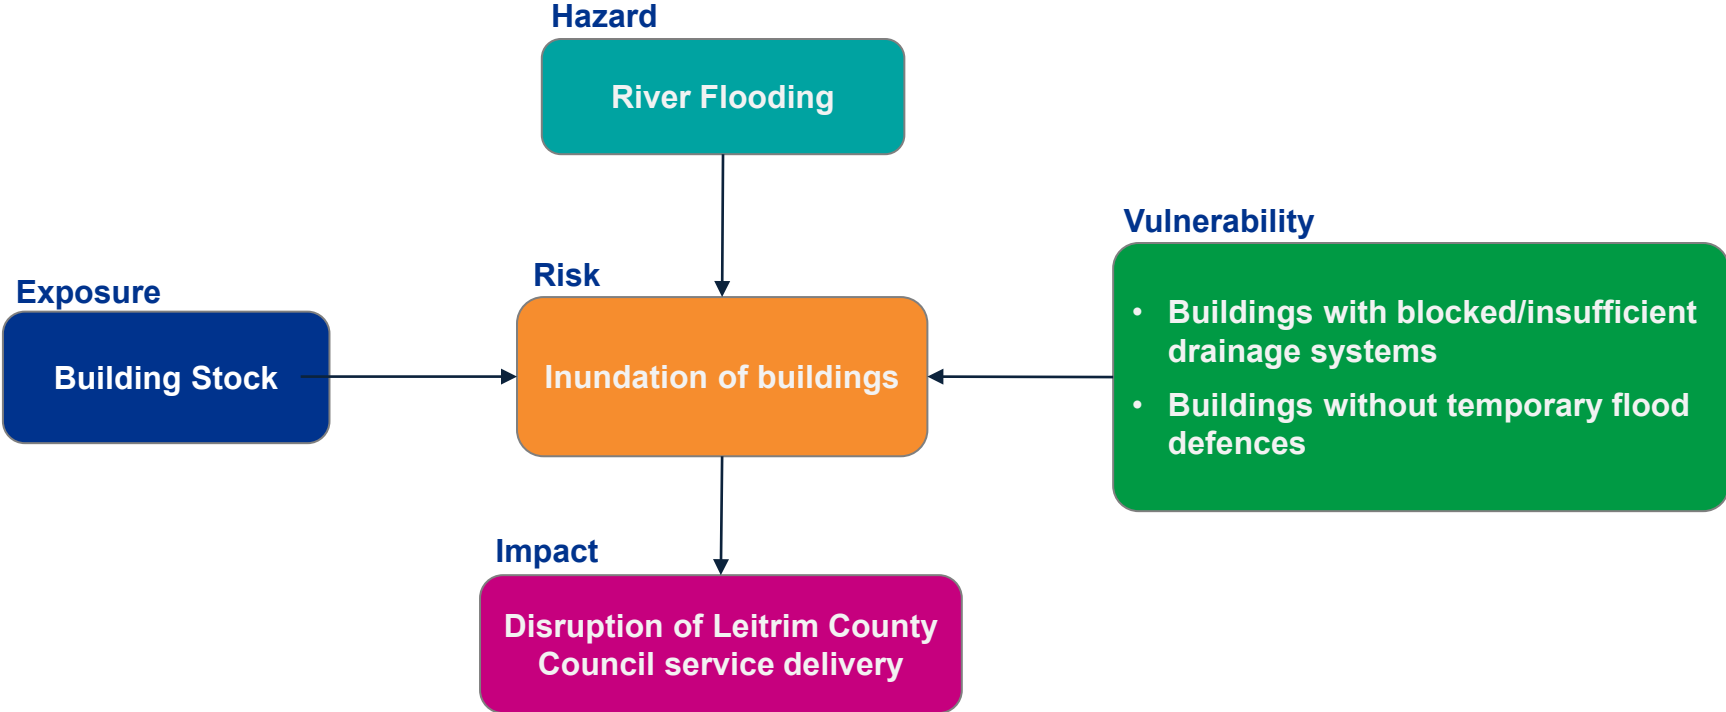 Hazard
River Flooding
Vulnerability
Risk
Exposure
• Buildings with blocked/insufficient
drainage systems
Building Stock
Inundation of buildings
• Buildings without temporary flood
defences
Impact
Disruption of Leitrim County
Council service delivery